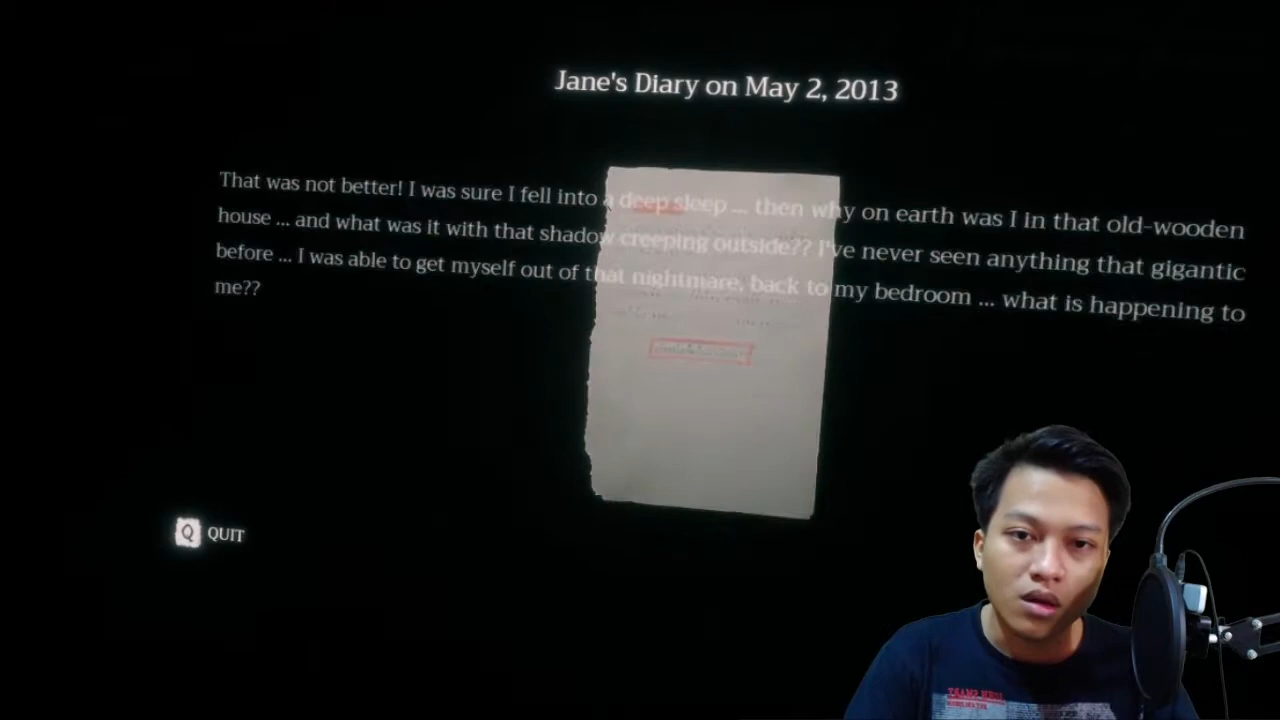 Jane's Diary on May 2, 2013
That was not better! I was sure I fell into a deep sleep ... then why on earth was I in that old-wooden
house ... and what was it with that shadow creeping outside?? I've never seen anything that gigantic
before ... I was able to get myself out of that nightmare, back to my bedroom ... what is happening to
me??
Q QUIT